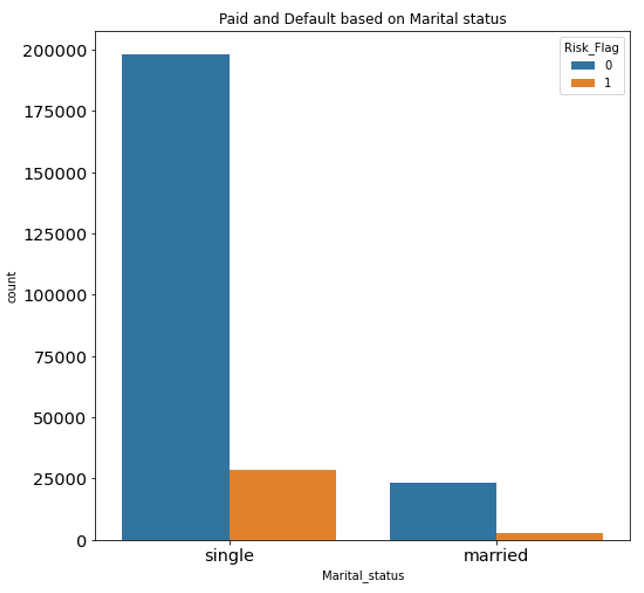 Paid and Default based on Marital status
Risk_Flag
0
1
200000
175000
150000
125000
100000
75000
50000
25000
0
count
single
married
Marital_status